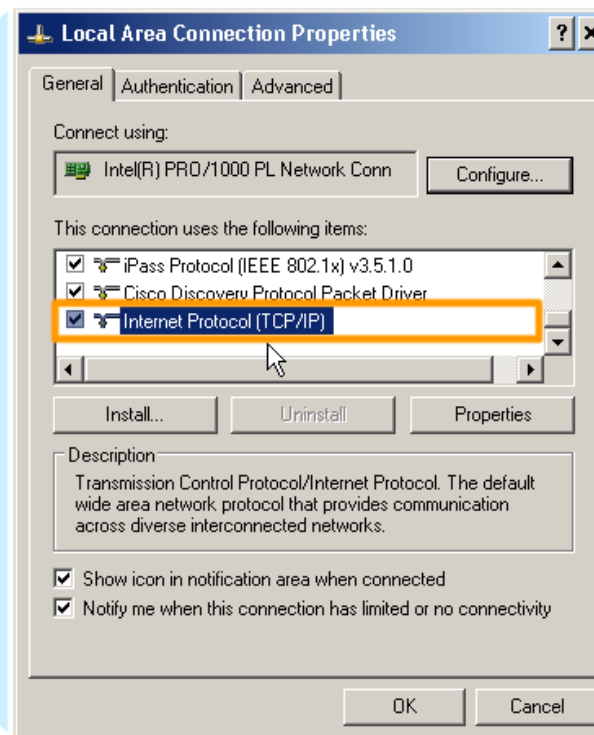 Local Area Connection Properties
General Authentication Advanced
Connect using:
Intel(R) PRO/1000 PL Network Conn Configure...
This connection uses the following items:
iPass Protocol (IEEE 802.1x) v3.5.1.0
Cisco Discovery Protocol Packet Driver
Internet Protocol (TCP/IP)
Install... Uninstall Properties
Description
Transmission Control Protocol/Internet Protocol. The default
wide area network protocol that provides communication
across diverse interconnected networks.
Show icon in notification area when connected
Notify me when this connection has limited or no connectivity
OK Cancel